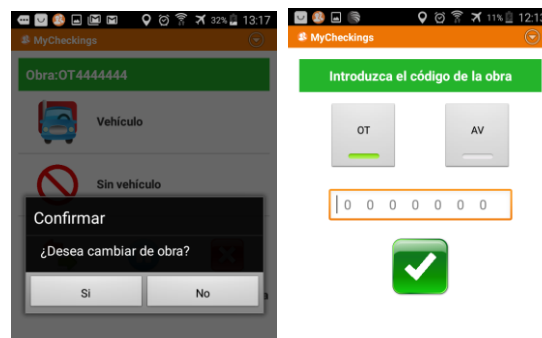 32% 13:17
MyCheckings
Obra:OT4444444
Vehículo
Sin vehículo
Confirmar
¿Desea cambiar de obra?
Si No
11% 12:13
MyCheckings
Introduzca el código de la obra
OT AV
0 0 0 0 0 0 0